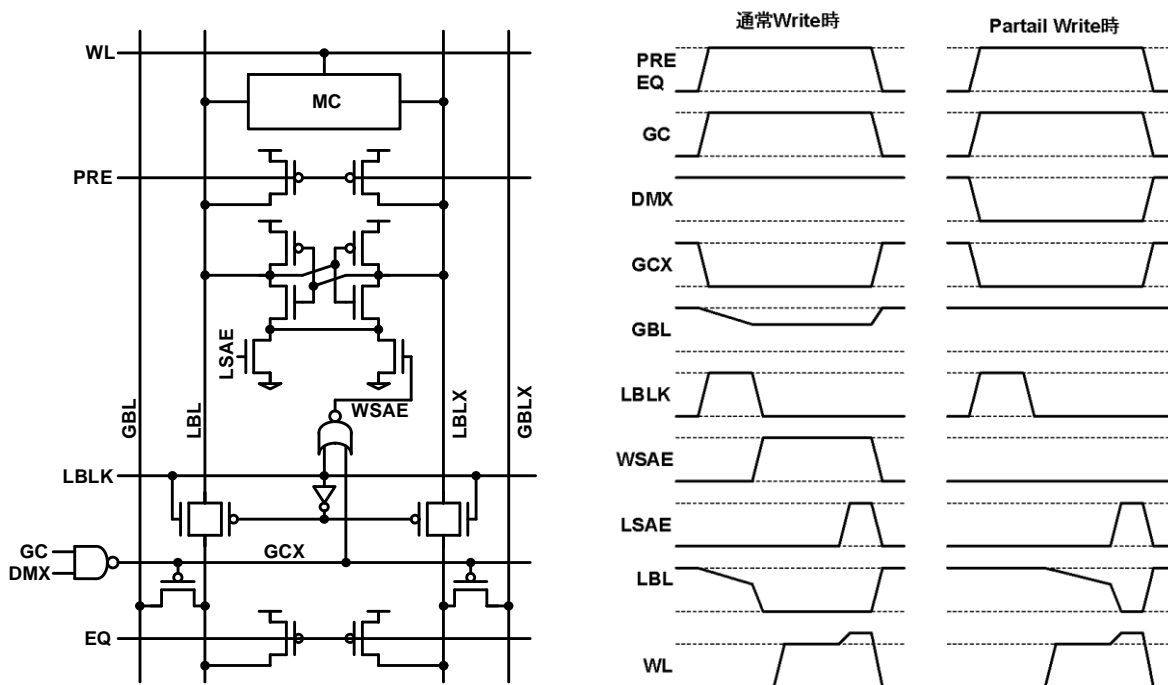 WL
MC
PRE
LSAE
WSAE
GBL
LBL
LBLX
GBLX
LBLK
GC
DMX
GCX
EQ
通常Write時
Partail Write時
PRE
EQ
GC
DMX
GCX
GBL
LBLK
WSAE
LSAE
LBL
WL